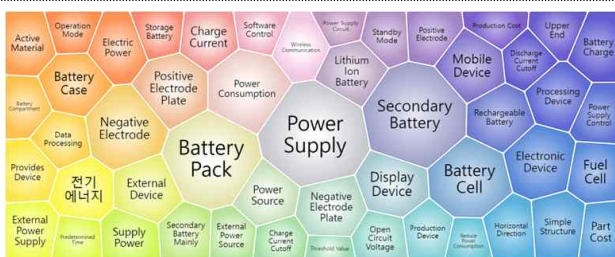 Active
Material
Operation
Mode
Electric
Power
Storage
Battery
Charge
Current
Software
Control
Wireless
Communication
Power Supply
Circuit
Standby
Mode
Positive
Electrode
Production Cost
Upper
End
Battery
Charge
Battery
Case
Positive
Electrode
Plate
Power
Consumption
Lithium
Ion
Battery
Mobile
Device
Discharge
Current
Cutoff
Processing
Device
Battery
Compartment
Data
Processing
Negative
Electrode
Battery
Pack
Power
Supply
Secondary
Battery
Rechargeable
Battery
Power
Supply
Control
Provides
Device
전기
에너지
External
Device
Power
Source
Negative
Electrode
Plate
Display
Device
Battery
Cell
Electronic
Device
Fuel
Cell
External
Power
Supply
Predetermined
Time
Supply
Power
Secondary
Battery
Mainly
External
Power
Source
Charge
Current
Cutoff
Threshold Value
Open
Circuit
Voltage
Production
Device
Reduce
Power
Consumption
Horizontal
Direction
Simple
Structure
Part
Cost